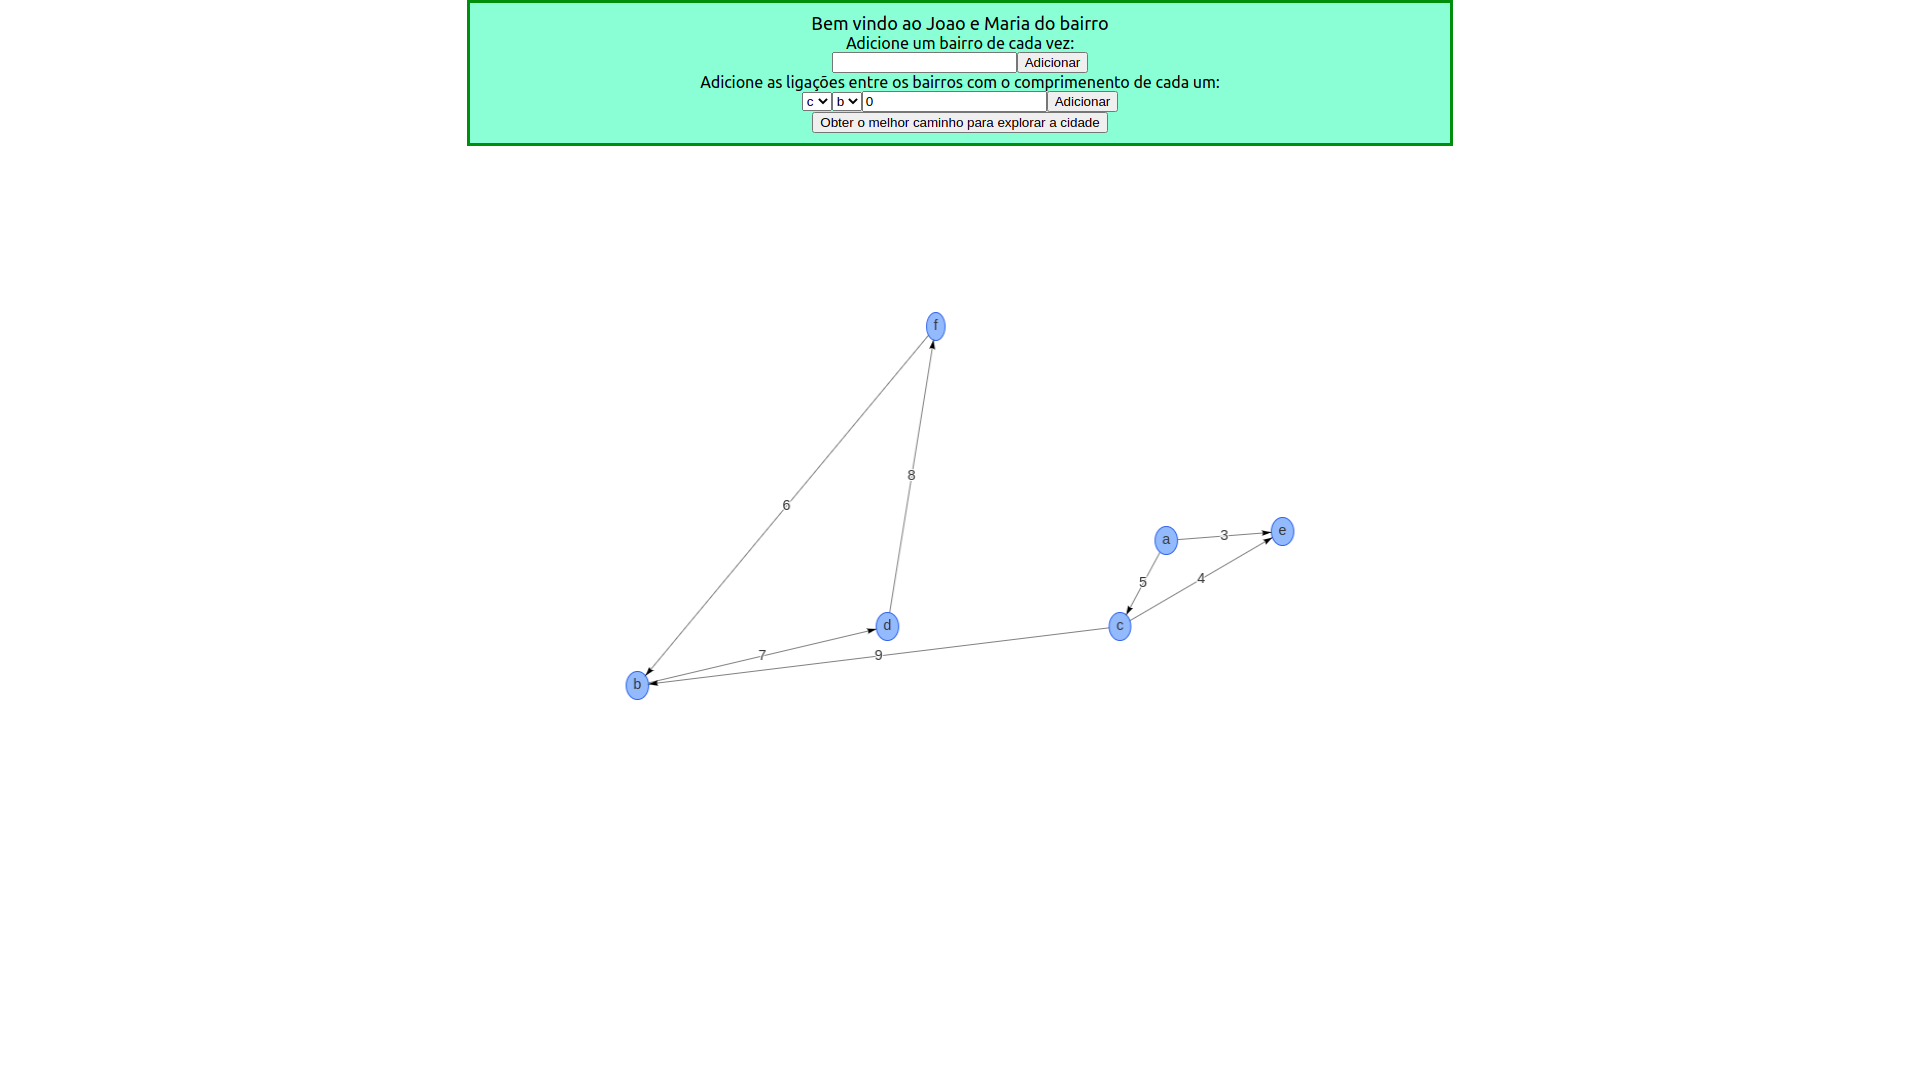 Bem vindo ao Joao e Maria do bairro
Adicione um bairro de cada vez:
Adicionar
Adicione as ligações entre os bairros com o comprimenento de cada um:
c b 0 Adicionar
Obter o melhor caminho para explorar a cidade
f
8
6
a 3 e
5 4
d c
7 9
b